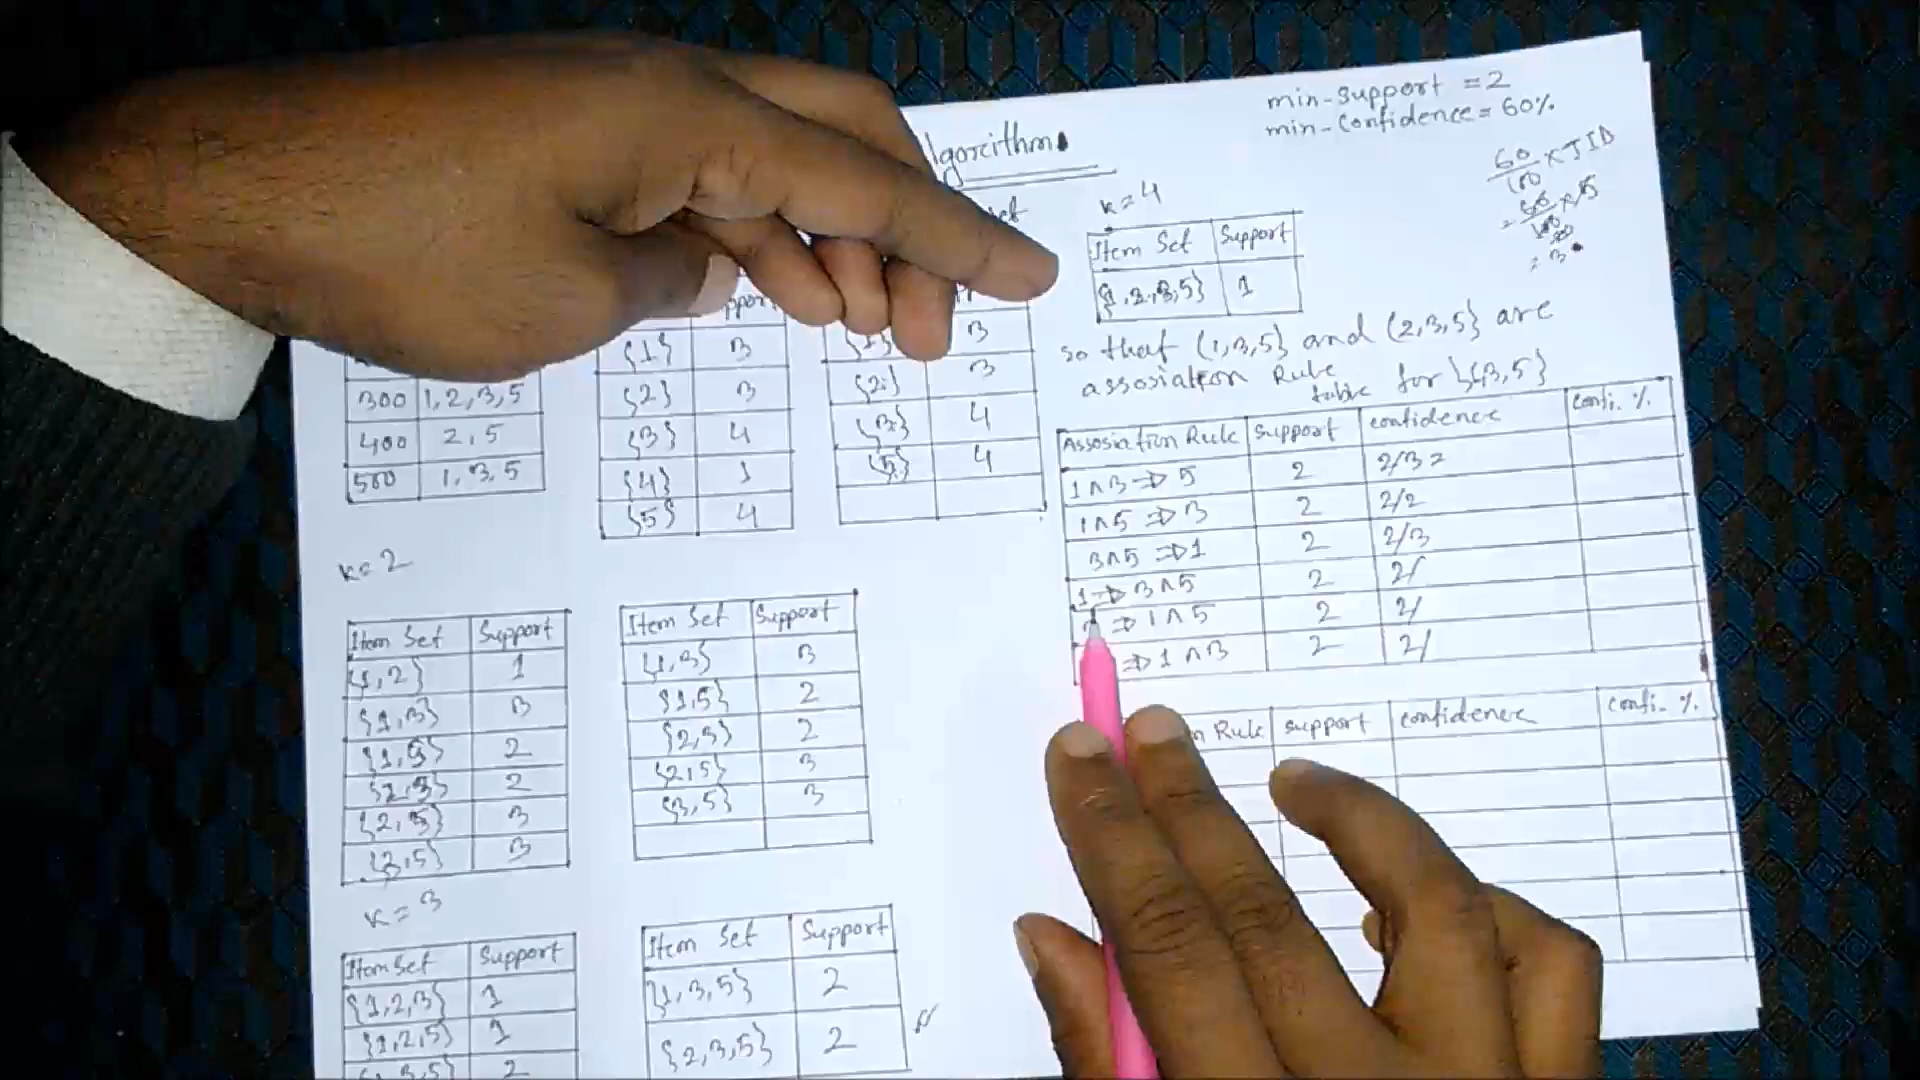 lgorithm
min-support = 2
min-confidence = 60%
60/100 × TID
= 60/100 × 5
= 3
300 1, 2, 3, 5
400 2, 5
500 1, 3, 5
{1} 3
{2} 3
{3} 4
{4} 1
{5} 4
3
{2} 3
{3} 4
{5} 4
K=2
Item Set Support
{1,2} 1
{1,3} 3
{1,5} 2
{2,3} 2
{2,5} 3
{3,5} 3
Item Set Support
{1,3} 3
{1,5} 2
{2,3} 2
{2,5} 3
{3,5} 3
K=3
Item Set Support
{1,2,3} 1
{1,2,5} 1
2
Item Set Support
{1,3,5} 2
{2,3,5} 2
K=4
Item Set Support
{1,2,3,5} 1
so that (1,3,5} and (2,3,5} are
assosiation Rule
table for
Assosiation Rule support confidence confi. %
1∧3 ⇒ 5 2 2/3
1∧5 ⇒ 3 2 2/2
3∧5 ⇒ 1 2 2/3
1 ⇒ 3∧5 2 2/
⇒ 1∧5 2 2/
⇒ 1∧3 2 2/
n Rule support confidence confi. %